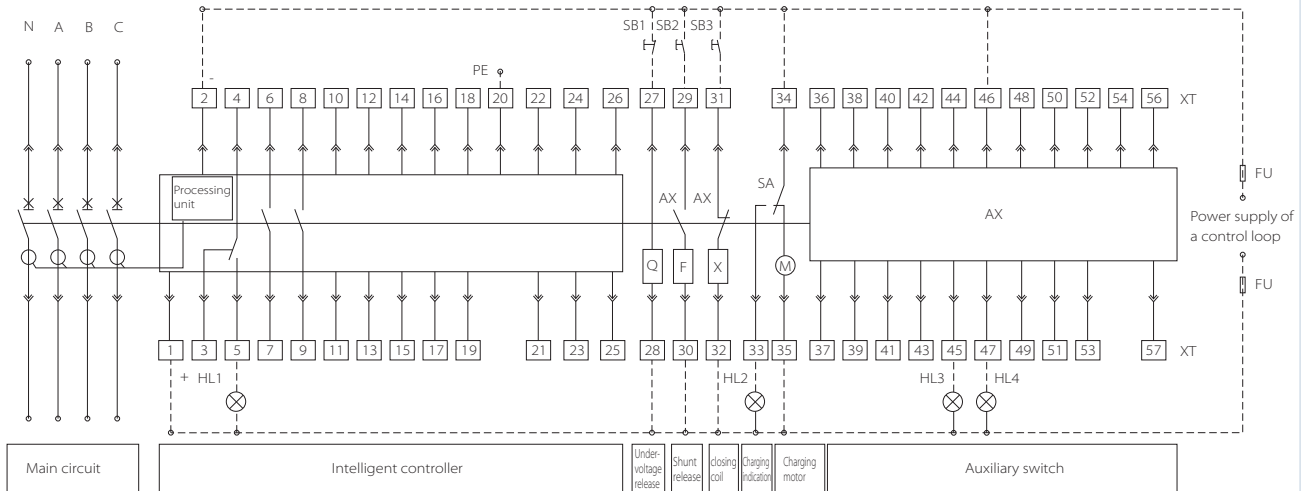 SB1 SB2 SB3
N A B C
PE
-
2 4 6 8 10 12 14 16 18 20 22 24 26 27 29 31 34 36 38 40 42 44 46 48 50 52 54 56 XT
FU
Processing
unit
SA
AX AX
AX
Power supply of
a control loop
Q F X M
FU
1 3 5 7 9 11 13 15 17 19 21 23 25 28 30 32 33 35 37 39 41 43 45 47 49 51 53 57 XT
+ HL1 HL2 HL3 HL4
Main circuit
Intelligent controller
Under-
voltage
release
Shunt
release
closing
coil
Charging
indication
Charging
motor
Auxiliary switch